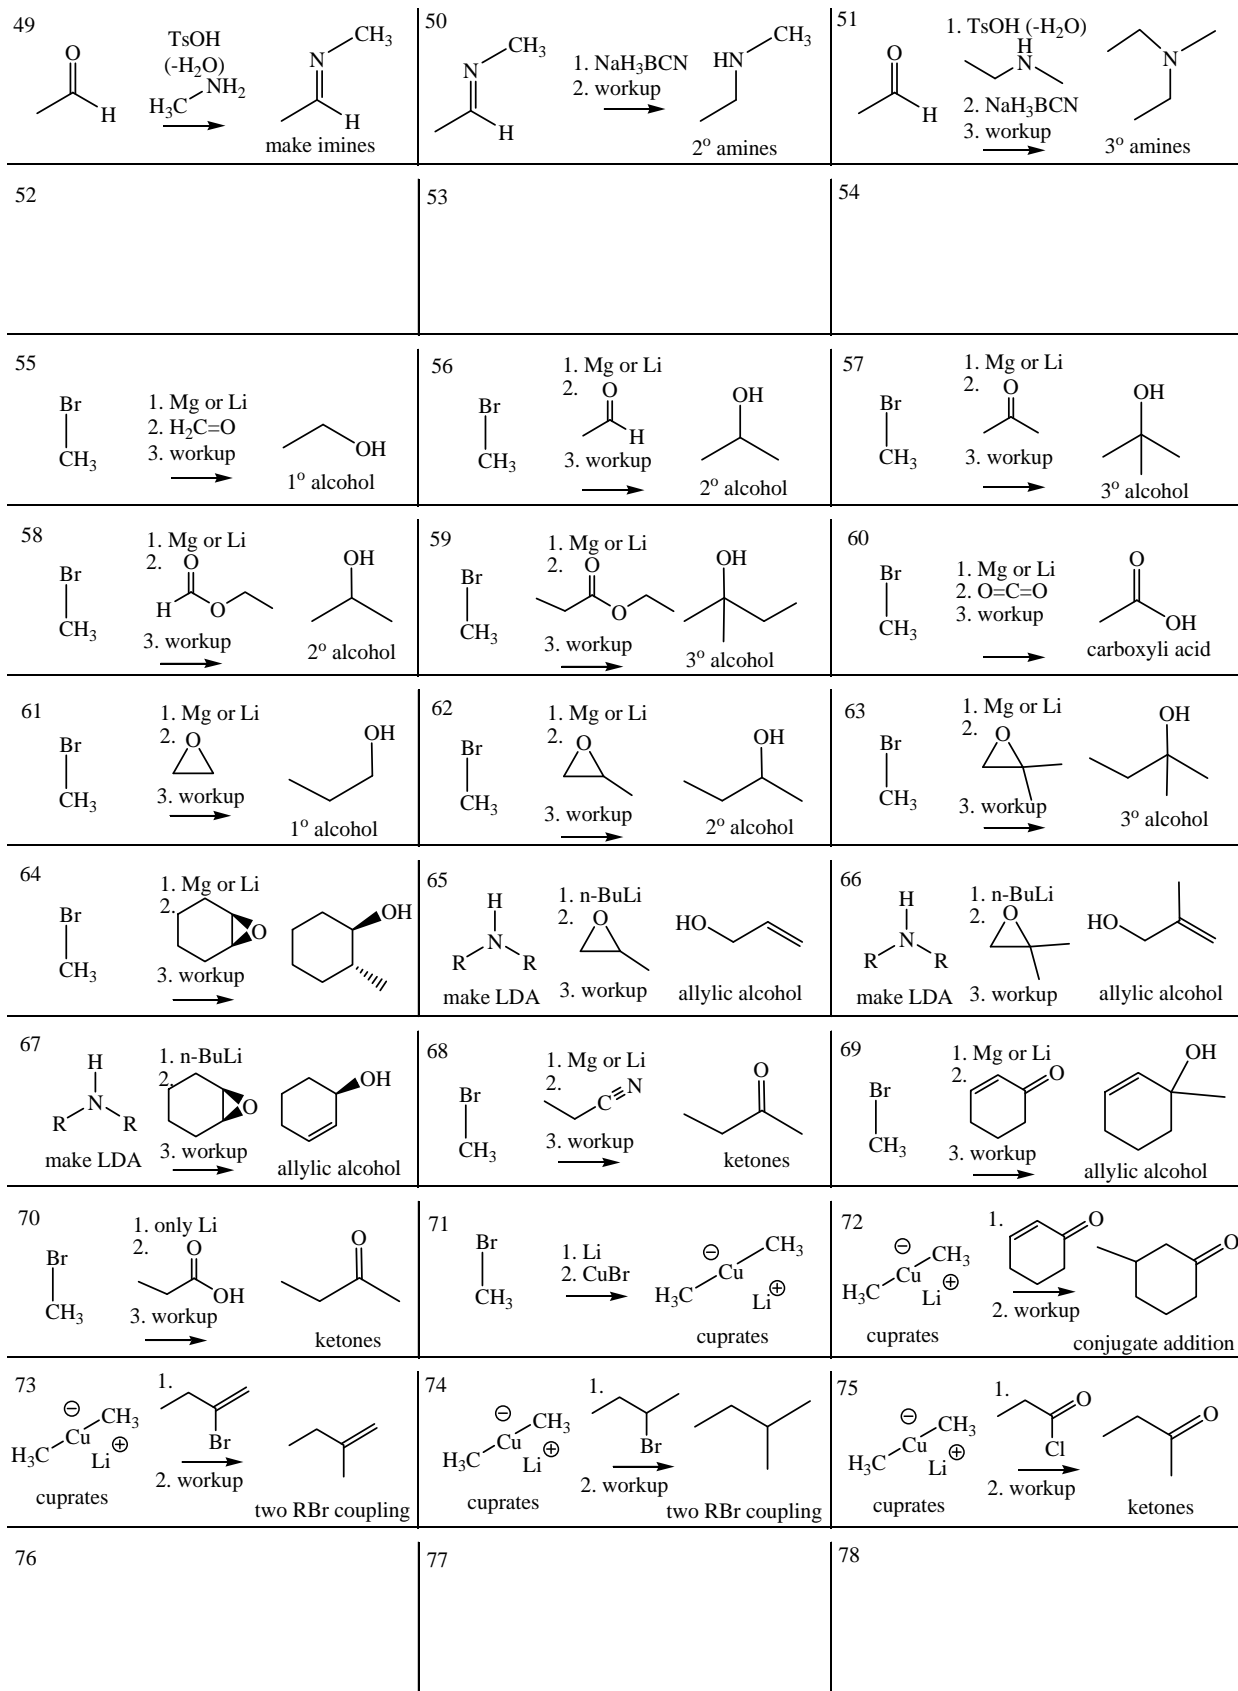 49
O
H
TsOH
(-H₂O)
NH₂
H₃C
N
CH₃
H
make imines
50
N
CH₃
H
1. NaH₃BCN
2. workup
HN
CH₃
2º amines
51
O
H
1. TsOH (-H₂O)
H
N
2. NaH₃BCN
3. workup
N
3º amines
52
53
54
55
Br
CH₃
1. Mg or Li
2. H₂C=O
3. workup
OH
1º alcohol
56
Br
CH₃
1. Mg or Li
2. O
H
3. workup
OH
2º alcohol
57
Br
CH₃
1. Mg or Li
2. O
3. workup
OH
3º alcohol
58
Br
CH₃
1. Mg or Li
2. O
H O
3. workup
OH
2º alcohol
59
Br
CH₃
1. Mg or Li
2. O
O
3. workup
OH
3º alcohol
60
Br
CH₃
1. Mg or Li
2. O=C=O
3. workup
O
OH
carboxyli acid
61
Br
CH₃
1. Mg or Li
2. O
3. workup
OH
1º alcohol
62
Br
CH₃
1. Mg or Li
2. O
3. workup
OH
2º alcohol
63
Br
CH₃
1. Mg or Li
2. O
3. workup
OH
3º alcohol
64
Br
CH₃
1. Mg or Li
2.
O
3. workup
OH
65
H
N
R R
make LDA
1. n-BuLi
2. O
3. workup
HO
allylic alcohol
66
H
N
R R
make LDA
1. n-BuLi
2. O
3. workup
HO
allylic alcohol
67
H
N
R R
make LDA
1. n-BuLi
2.
O
3. workup
OH
allylic alcohol
68
Br
CH₃
1. Mg or Li
2.
C≡N
3. workup
O
ketones
69
Br
CH₃
1. Mg or Li
2.
O
3. workup
OH
allylic alcohol
70
Br
CH₃
1. only Li
2. O
OH
3. workup
O
ketones
71
Br
CH₃
1. Li
2. CuBr
⊖
CH₃
Cu
H₃C
Li⊕
cuprates
72
⊖
CH₃
Cu
H₃C
Li⊕
cuprates
1.
O
2. workup
O
conjugate addition
73
⊖
CH₃
Cu
H₃C
Li⊕
cuprates
1.
Br
2. workup
two RBr coupling
74
⊖
CH₃
Cu
H₃C
Li⊕
cuprates
1.
Br
2. workup
two RBr coupling
75
⊖
CH₃
Cu
H₃C
Li⊕
cuprates
1.
O
Cl
2. workup
O
ketones
76
77
78